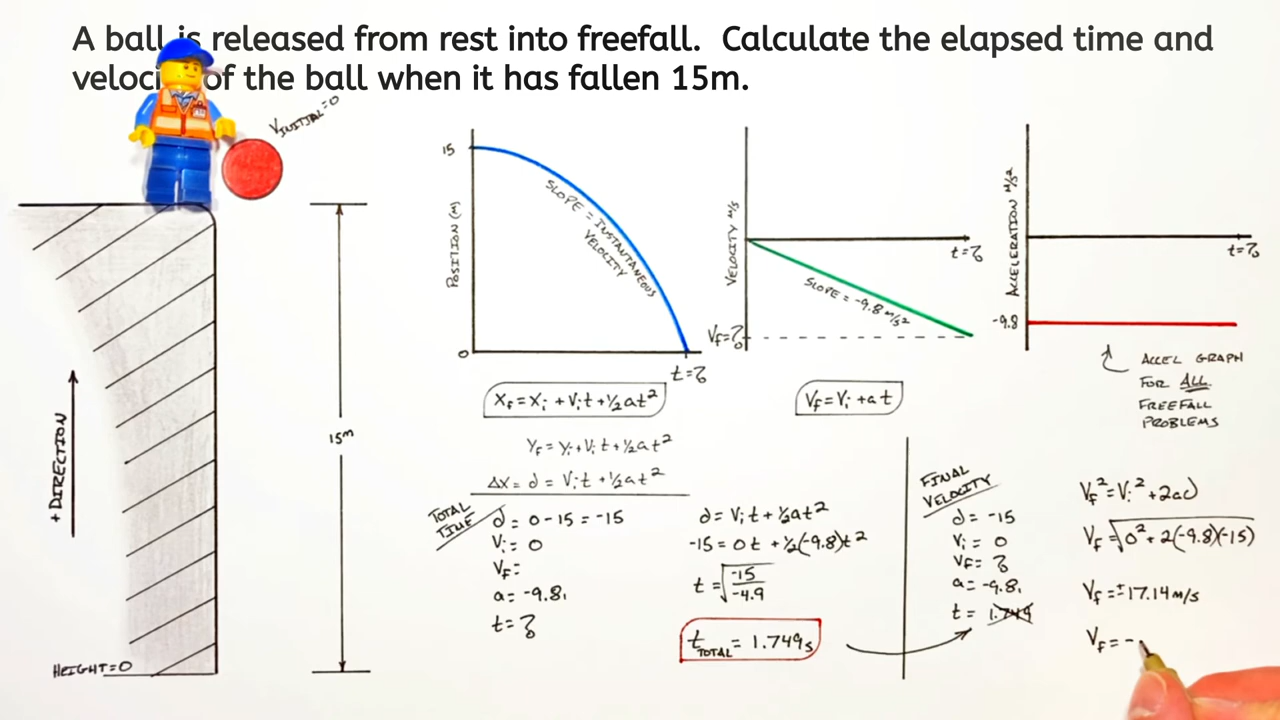 A ball is released from rest into freefall. Calculate the elapsed time and
velocity of the ball when it has fallen 15m.
VINITIAL=0
+DIRECTION
HEIGHT=0
15m
POSITION (M)
15
0
SLOPE = INSTANTANEOUS
VELOCITY
t=?
VELOCITY M/S
SLOPE = -9.8 m/s²
t=?
Vf=?
ACCELERATION M/S²
-9.8
t=?
ACCEL GRAPH
FOR ALL
FREEFALL
PROBLEMS
Xf = Xi + Vit + ½at²
Vf = Vi + at
Yf = Yi + Vit + ½at²
Δx = d = Vit + ½at²
TOTAL
TIME
d = 0-15 = -15
Vi = 0
Vf =
a = -9.81
t = ?
d = Vit + ½at²
-15 = 0t + ½(-9.8)t²
t = √-15/-4.9
tTOTAL = 1.749s
FINAL
VELOCITY
d = -15
Vi = 0
Vf = ?
a = -9.81
t = 1.749
Vf² = Vi² + 2ad
Vf = √0² + 2(-9.8)(-15)
Vf = ±17.14 m/s
Vf = -